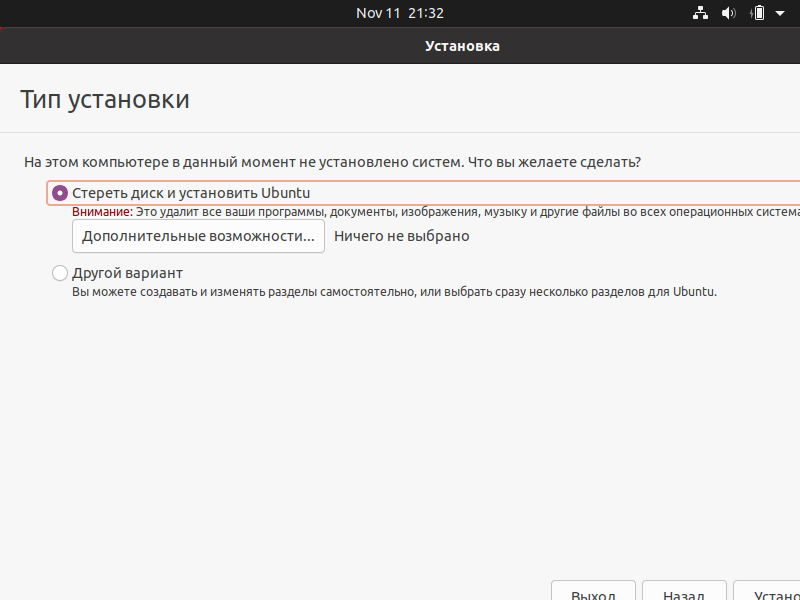 Nov 11 21:32
Установка
Тип установки
На этом компьютере в данный момент не установлено систем. Что вы желаете сделать?
Стереть диск и установить Ubuntu
Внимание: Это удалит все ваши программы, документы, изображения, музыку и другие файлы во всех операционных система
Дополнительные возможности... Ничего не выбрано
Другой вариант
Вы можете создавать и изменять разделы самостоятельно, или выбрать сразу несколько разделов для Ubuntu.
Выход Назад Устано